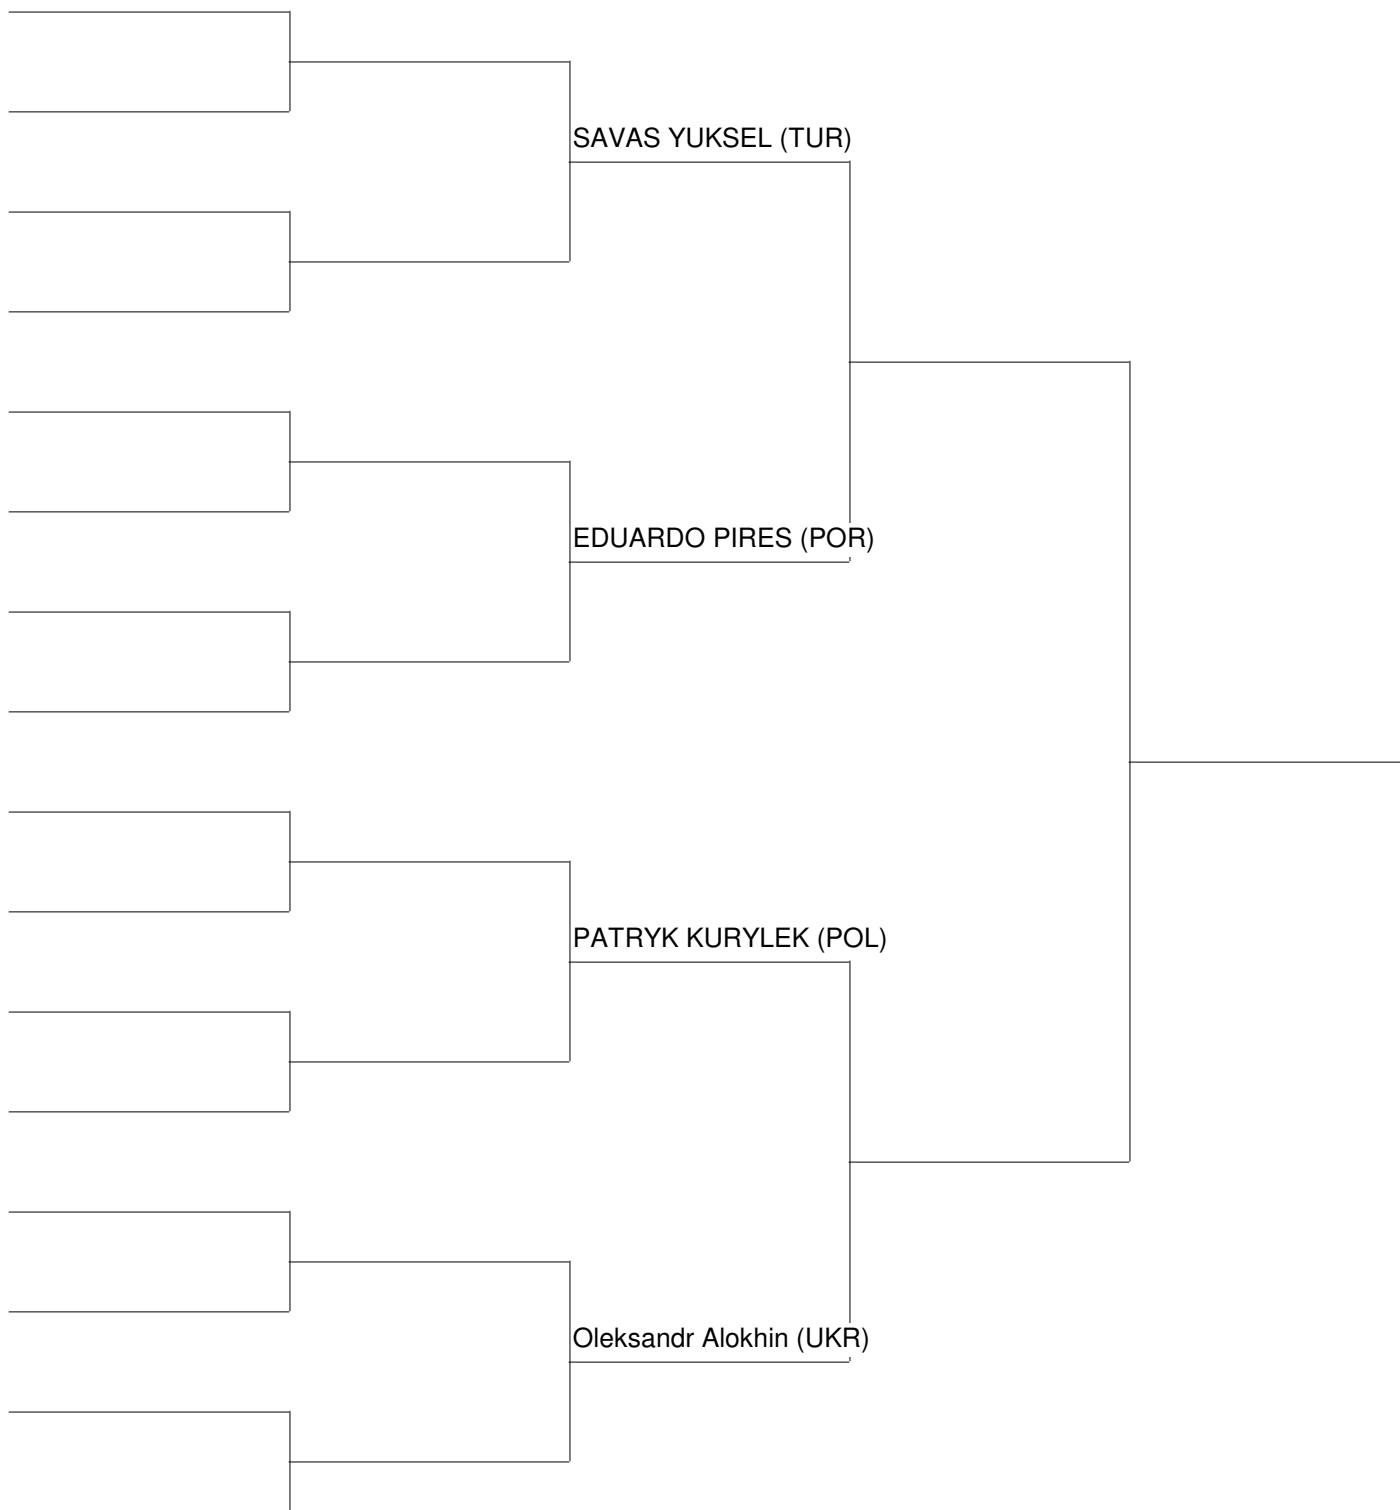 SAVAS YUKSEL (TUR)
EDUARDO PIRES (POR)
PATRYK KURYLEK (POL)
Oleksandr Alokhin (UKR)